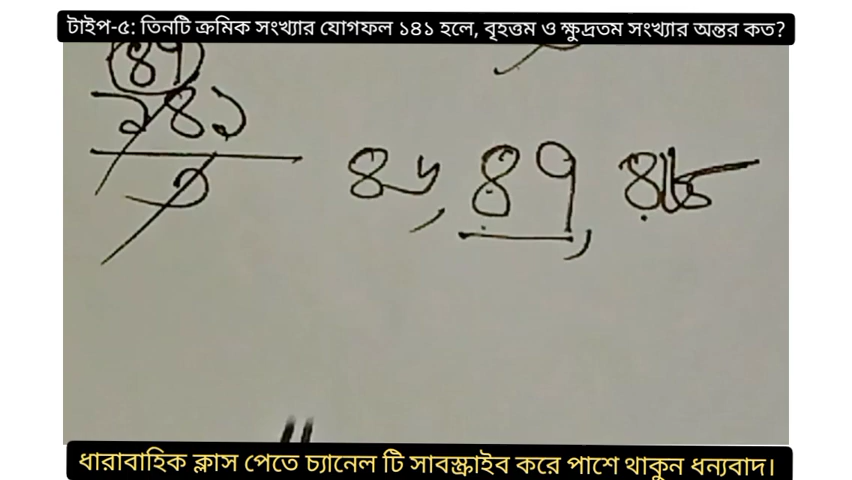 টাইপ-৫: তিনটি ক্রমিক সংখ্যার যোগফল ১৪১ হলে, বৃহত্তম ও ক্ষুদ্রতম সংখ্যার অন্তর কত?
৪৭
১৪১
৩
৪৬, ৪৭, ৪৮
ধারাবাহিক ক্লাস পেতে চ্যানেল টি সাবস্ক্রাইব করে পাশে থাকুন ধন্যবাদ।